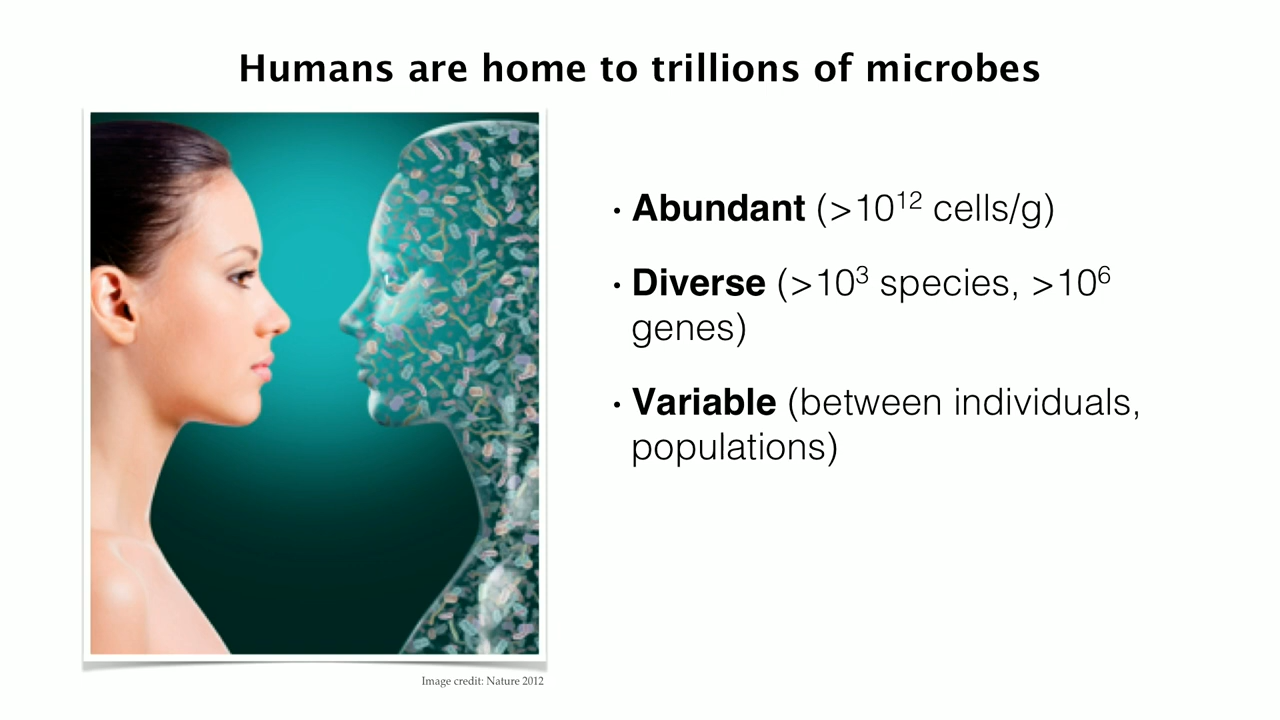 Humans are home to trillions of microbes
• Abundant (>10¹² cells/g)
• Diverse (>10³ species, >10⁶
genes)
• Variable (between individuals,
populations)
Image credit: Nature 2012